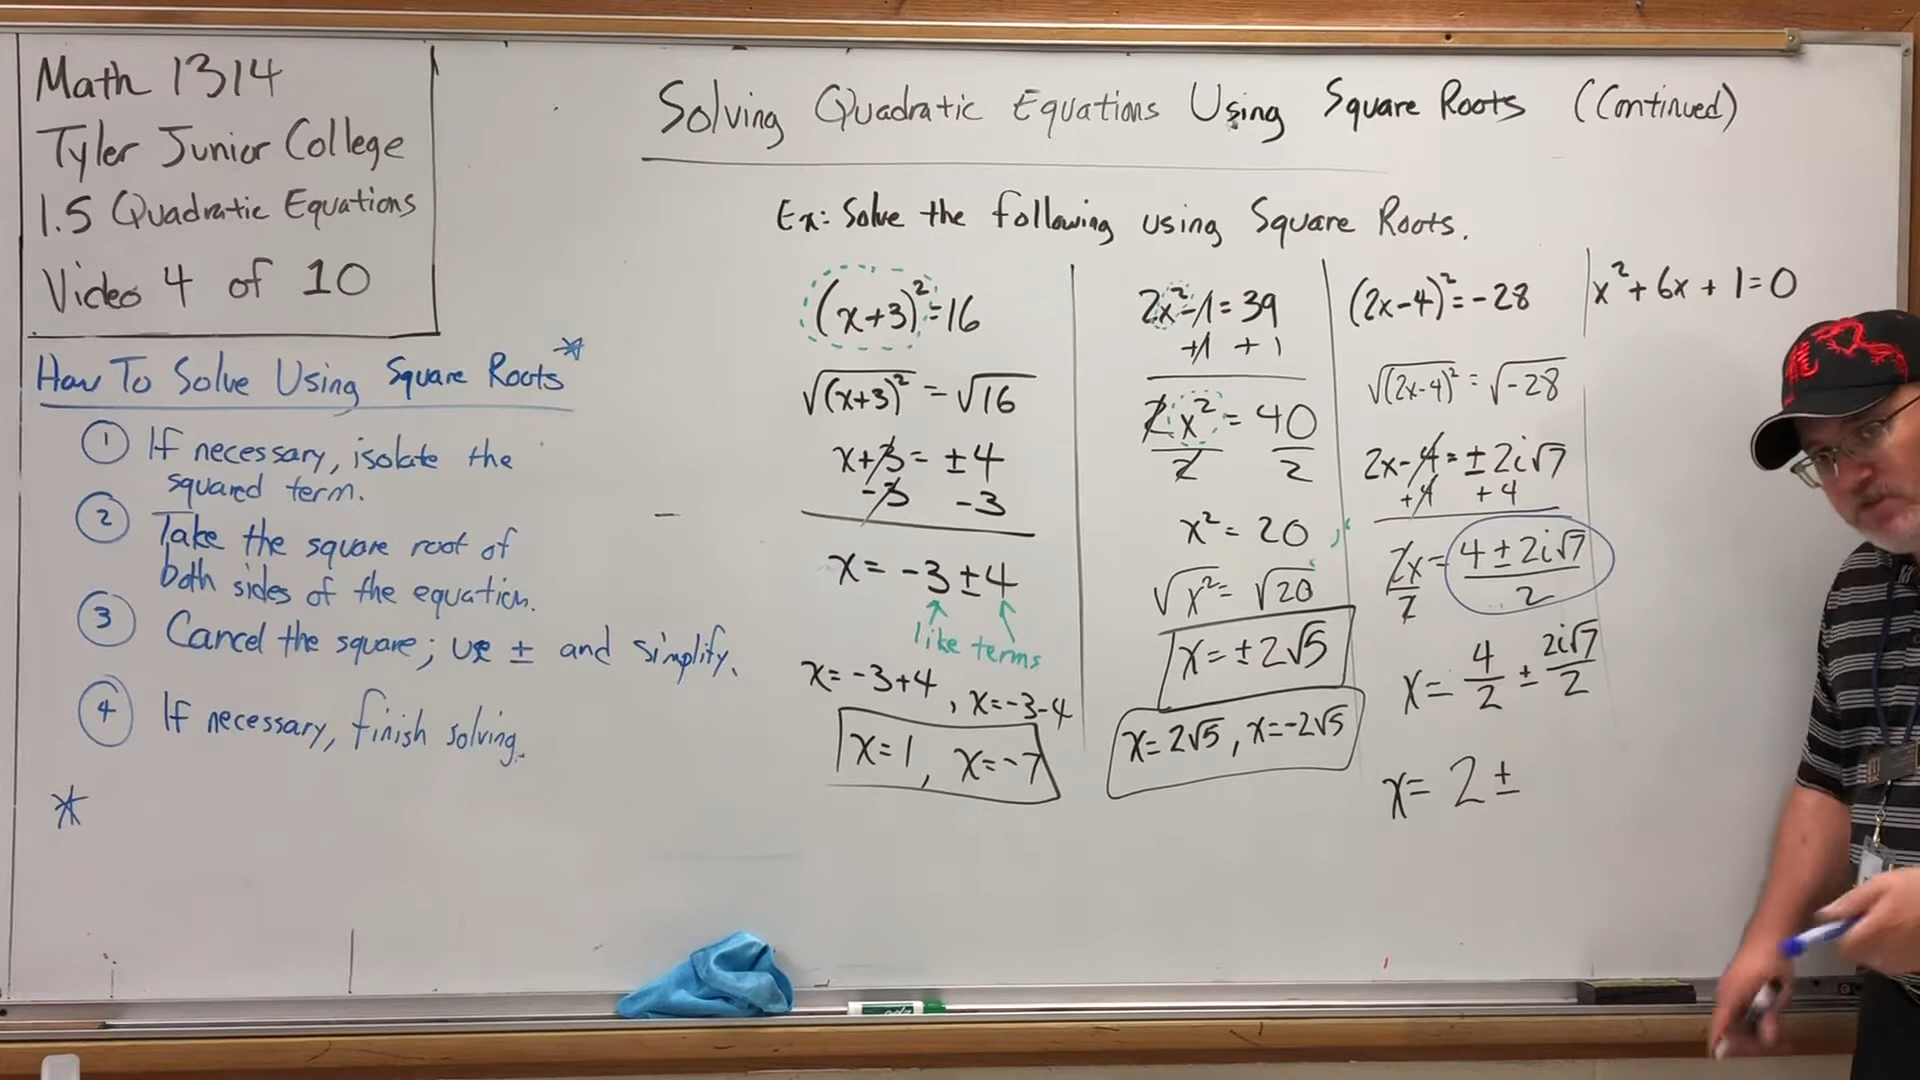 Math 1314
Tyler Junior College
1.5 Quadratic Equations
Video 4 of 10
How To Solve Using Square Roots*
① If necessary, isolate the
squared term.
② Take the square root of
both sides of the equation.
③ Cancel the square; use ± and simplify.
④ If necessary, finish solving.
*
Solving Quadratic Equations Using Square Roots (Continued)
Ex: Solve the following using Square Roots.
(x+3)²=16
√(x+3)² = √16
x+3 = ±4
-3 -3
x = -3 ± 4
like terms
x = -3+4, x = -3-4
x = 1, x = -7
2x²-1=39
+1 +1
2x² = 40
2 2
x² = 20
√x² = √20
x = ±2√5
x = 2√5, x = -2√5
(2x-4)² = -28
√(2x-4)² = √-28
2x-4 = ±2i√7
+4 +4
2x = 4 ± 2i√7
2 2
x = 4/2 ± 2i√7/2
x = 2 ±
x² + 6x + 1 = 0